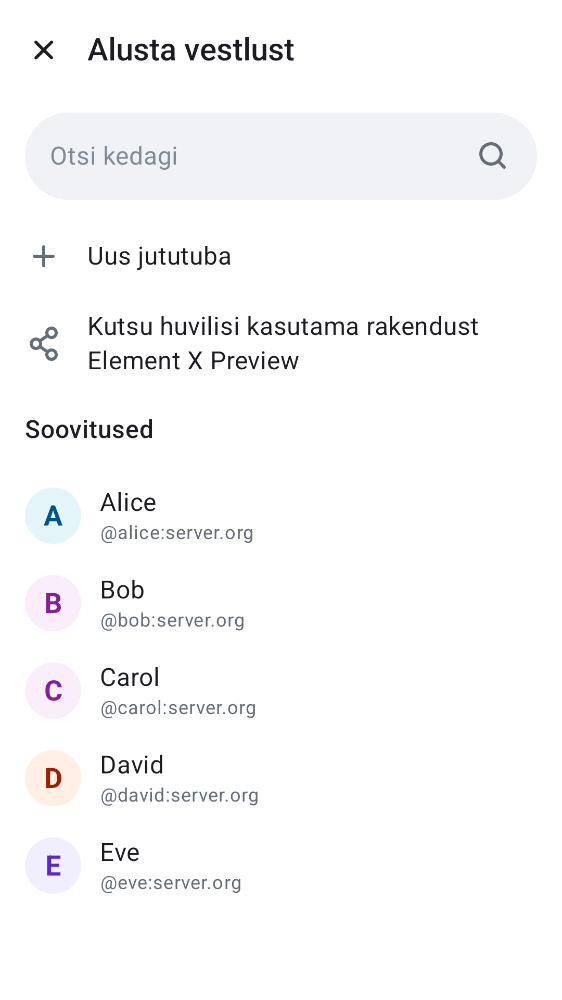 Alusta vestlust
Otsi kedagi
Uus jututuba
Kutsu huvilisi kasutama rakendust
Element X Preview
Soovitused
A
Alice
@alice:server.org
B
Bob
@bob:server.org
C
Carol
@carol:server.org
D
David
@david:server.org
E
Eve
@eve:server.org